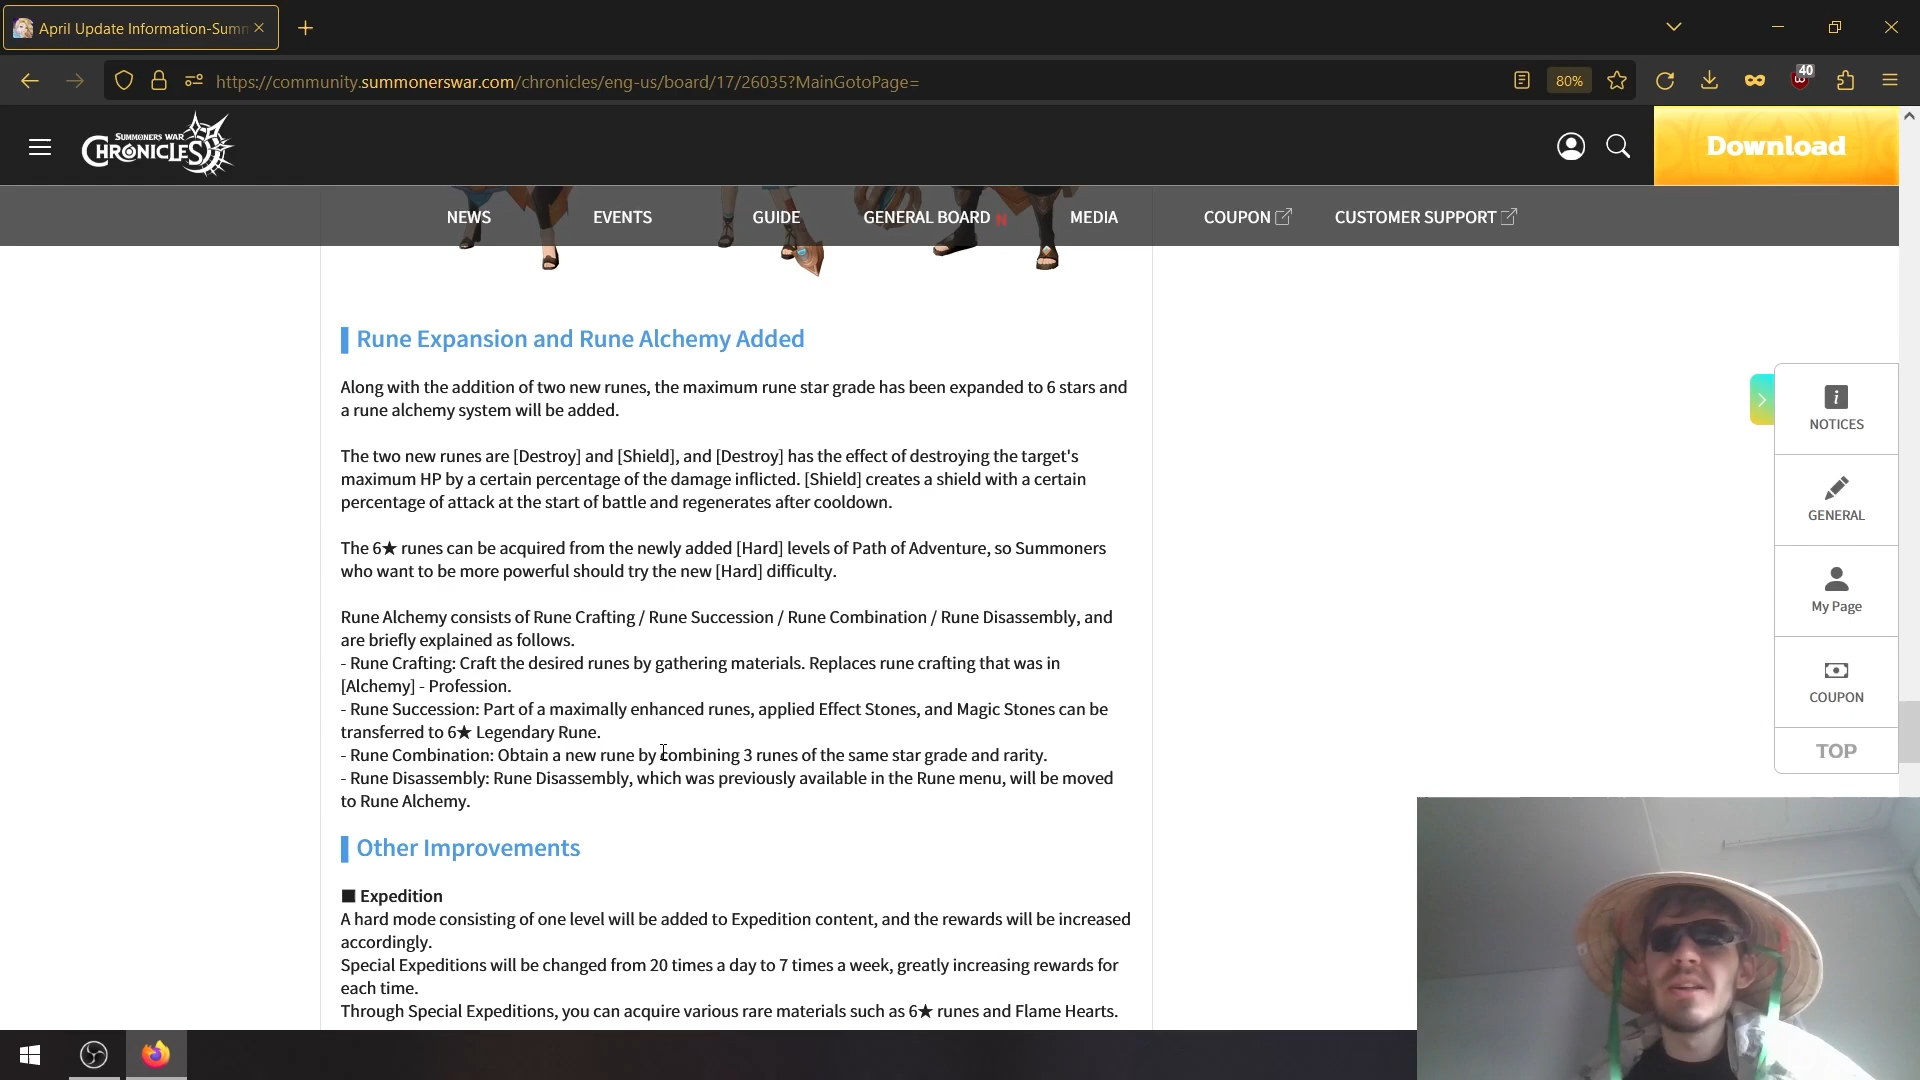 April Update Information-Summ
https://community.summonerswar.com/chronicles/eng-us/board/17/26035?MainGotoPage=
80%
40
SUMMONERS WAR
CHRONICLES
Download
NEWS
EVENTS
GUIDE
GENERAL BOARD N
MEDIA
COUPON
CUSTOMER SUPPORT
Rune Expansion and Rune Alchemy Added
Along with the addition of two new runes, the maximum rune star grade has been expanded to 6 stars and
a rune alchemy system will be added.
The two new runes are [Destroy] and [Shield], and [Destroy] has the effect of destroying the target's
maximum HP by a certain percentage of the damage inflicted. [Shield] creates a shield with a certain
percentage of attack at the start of battle and regenerates after cooldown.
The 6★ runes can be acquired from the newly added [Hard] levels of Path of Adventure, so Summoners
who want to be more powerful should try the new [Hard] difficulty.
Rune Alchemy consists of Rune Crafting / Rune Succession / Rune Combination / Rune Disassembly, and
are briefly explained as follows.
- Rune Crafting: Craft the desired runes by gathering materials. Replaces rune crafting that was in
[Alchemy] - Profession.
- Rune Succession: Part of a maximally enhanced runes, applied Effect Stones, and Magic Stones can be
transferred to 6★ Legendary Rune.
- Rune Combination: Obtain a new rune by combining 3 runes of the same star grade and rarity.
- Rune Disassembly: Rune Disassembly, which was previously available in the Rune menu, will be moved
to Rune Alchemy.
Other Improvements
■ Expedition
A hard mode consisting of one level will be added to Expedition content, and the rewards will be increased
accordingly.
Special Expeditions will be changed from 20 times a day to 7 times a week, greatly increasing rewards for
each time.
Through Special Expeditions, you can acquire various rare materials such as 6★ runes and Flame Hearts.
NOTICES
GENERAL
My Page
COUPON
TOP